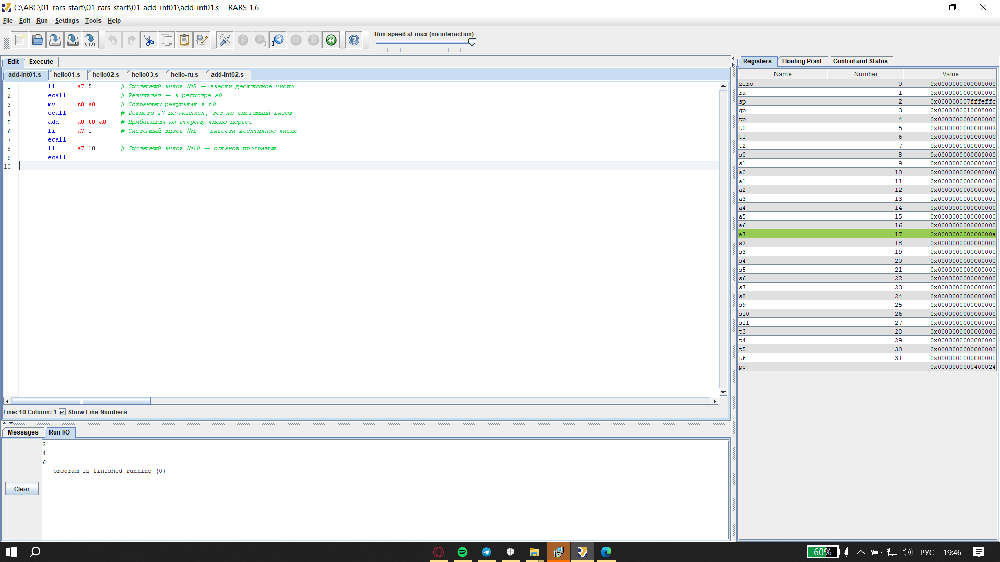 C:\ABC\01-rars-start\01-rars-start\01-add-int01\add-int01.s - RARS 1.6
File Edit Run Settings Tools Help
0101 1 1
Run speed at max (no interaction)
Edit Execute
add-int01.s hello01.s hello02.s hello03.s hello-ru.s add-int02.s
1 li a7 5 # Системный вызов №5 — ввести десятичное число
2 ecall # Результат — в регистре a0
3 mv t0 a0 # Сохраняем результат в t0
4 ecall # Регистр a7 не менялся, тот же системный вызов
5 add a0 t0 a0 # Прибавляем ко второму число первое
6 li a7 1 # Системный вызов №1 — вывести десятичное число
7 ecall
8 li a7 10 # Системный вызов №10 — останов программы
9 ecall
10
Line: 10 Column: 1 Show Line Numbers
Messages Run I/O
2
4
6
-- program is finished running (0) --
Clear
Registers Floating Point Control and Status
Name Number Value
zero 0 0x0000000000000000
ra 1 0x0000000000000000
sp 2 0x000000007fffeffc
gp 3 0x0000000010008000
tp 4 0x0000000000000000
t0 5 0x0000000000000002
t1 6 0x0000000000000000
t2 7 0x0000000000000000
s0 8 0x0000000000000000
s1 9 0x0000000000000000
a0 10 0x0000000000000006
a1 11 0x0000000000000000
a2 12 0x0000000000000000
a3 13 0x0000000000000000
a4 14 0x0000000000000000
a5 15 0x0000000000000000
a6 16 0x0000000000000000
a7 17 0x000000000000000a
s2 18 0x0000000000000000
s3 19 0x0000000000000000
s4 20 0x0000000000000000
s5 21 0x0000000000000000
s6 22 0x0000000000000000
s7 23 0x0000000000000000
s8 24 0x0000000000000000
s9 25 0x0000000000000000
s10 26 0x0000000000000000
s11 27 0x0000000000000000
t3 28 0x0000000000000000
t4 29 0x0000000000000000
t5 30 0x0000000000000000
t6 31 0x0000000000000000
pc 0x0000000000400024
60% РУС 19:46